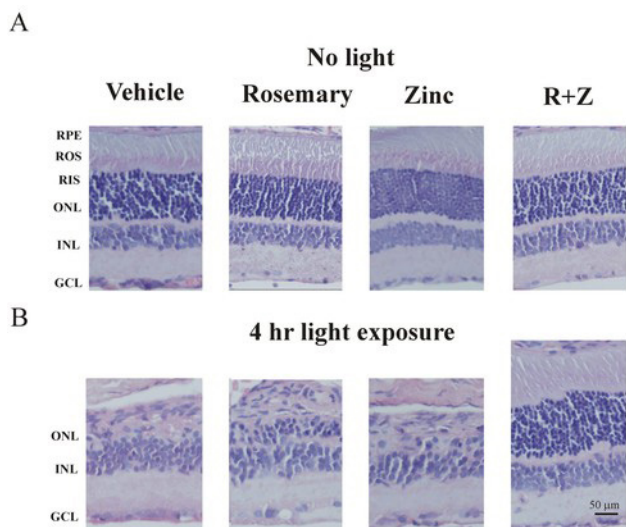 A
No light
Vehicle Rosemary Zinc R+Z
RPE
ROS
RIS
ONL
INL
GCL
B
4 hr light exposure
ONL
INL
GCL
50 µm